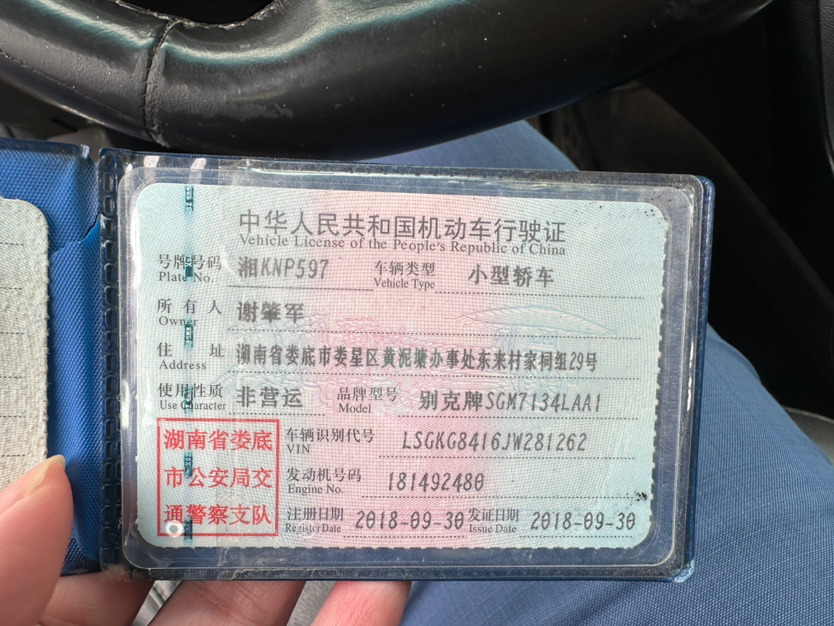 中华人民共和国机动车行驶证
Vehicle License of the People's Republic of China
号牌号码 湘KNP597 车辆类型 小型轿车
Plate No. Vehicle Type
所有人 谢肇军
Owner
住址 湖南省娄底市娄星区黄泥塘办事处东来村家祠组29号
Address
使用性质 非营运 品牌型号 别克牌SGM7134LAA1
Use Character Model
湖南省娄底
市公安局交
通警察支队
车辆识别代号 LSGKG8416JW281262
VIN
发动机号码 181492480
Engine No.
注册日期 2018-09-30 发证日期 2018-09-30
Register Date Issue Date